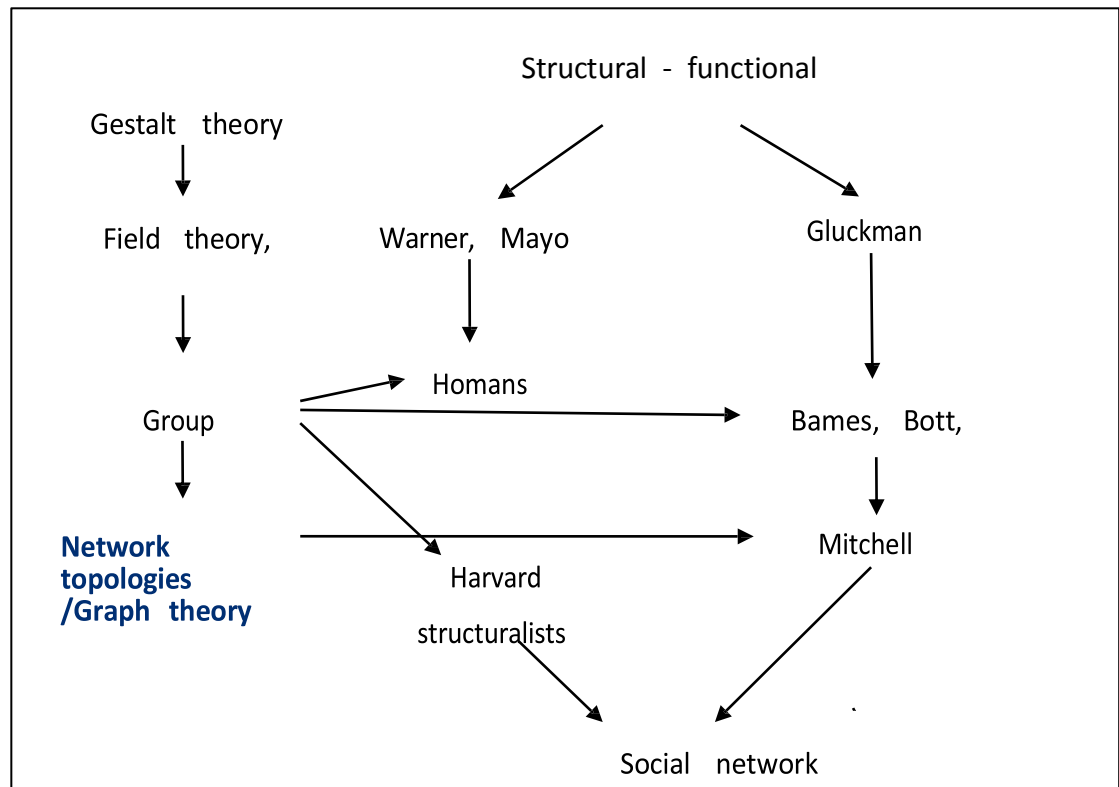 Structural - functional
Gestalt theory
Field theory,
Warner, Mayo
Gluckman
Homans
Group
Bames, Bott,
Network
topologies
/Graph theory
Mitchell
Harvard
structuralists
Social network